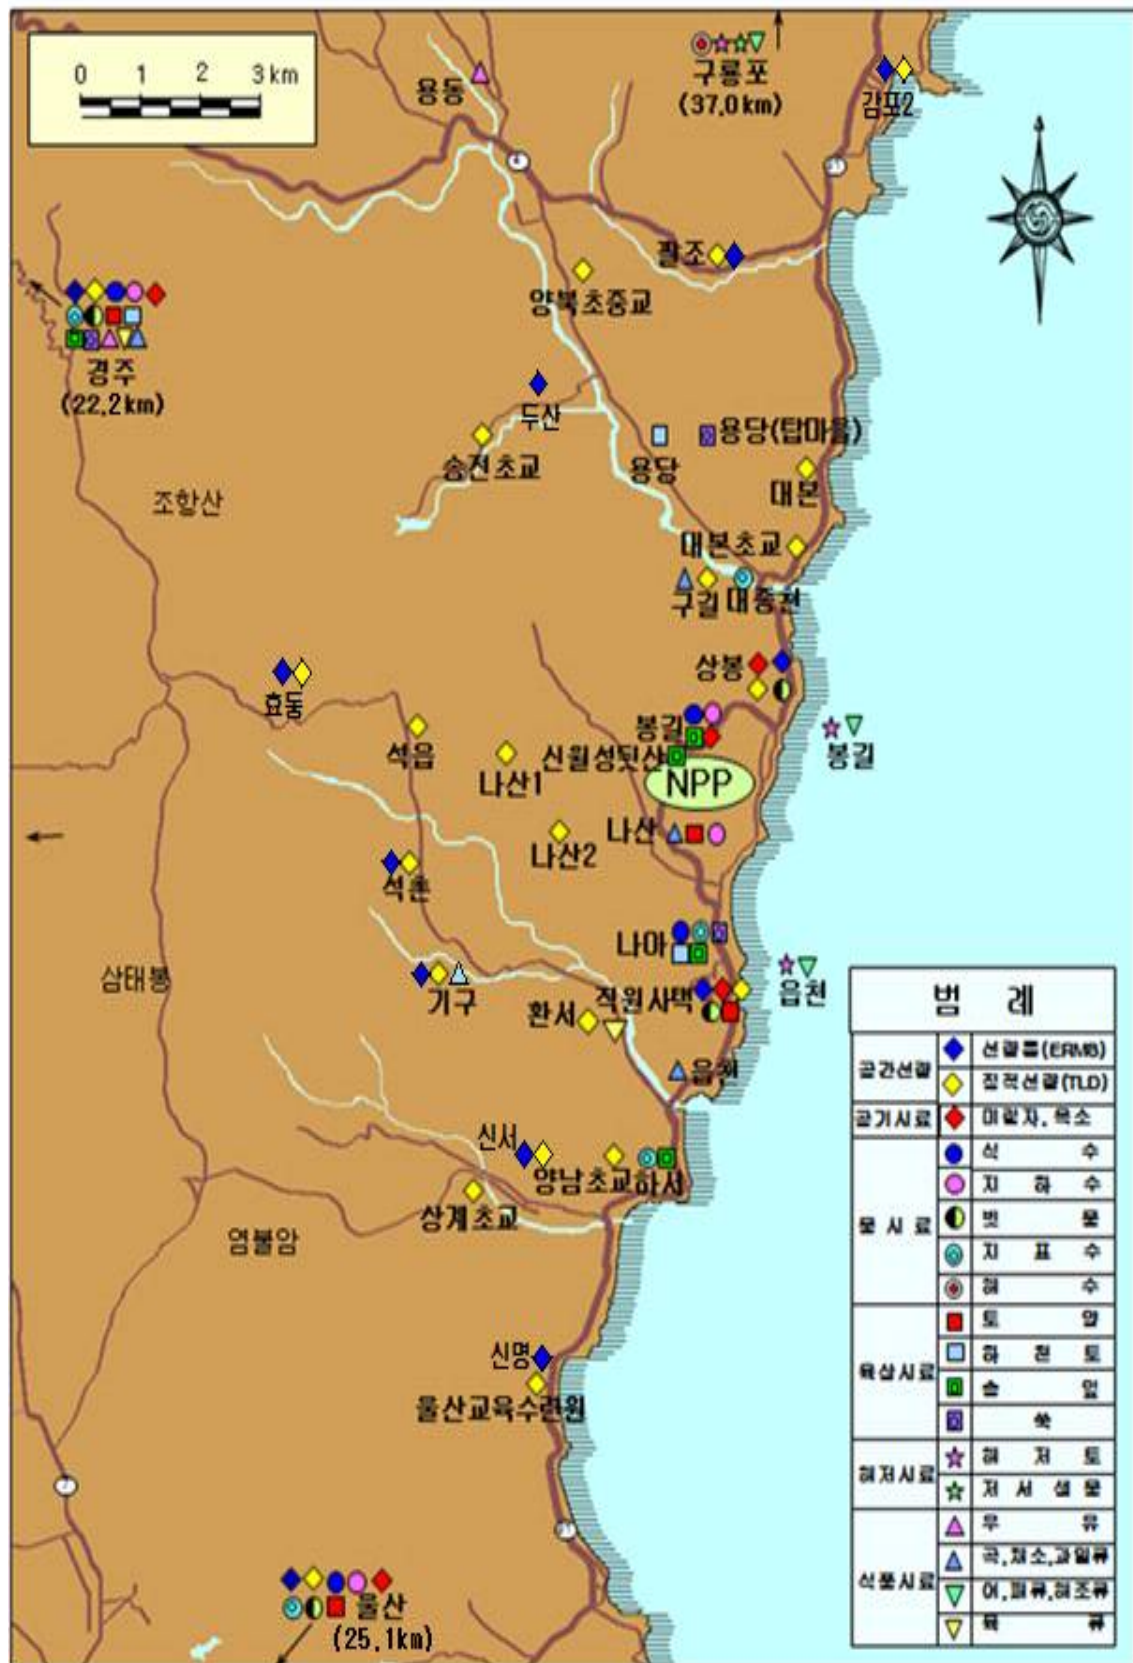 0 1 2 3 km
구룡포
(37.0 km)
용동
감포2
4
31
팔조
양북초중교
경주
(22.2km)
두산
송전초교
용당
용당(탑마을)
대본
조항산
대본초교
구길
대종천
상봉
효동
봉길
석읍
신월성뒷산
봉길
나산1
NPP
나산
나산2
석촌
나아
삼태봉
기구
직원사택
읍천
환서
읍천
신서
양남초교
하서
상계초교
염불암
신명
울산교육수련원
7
31
울산
(25.1km)
범 례
공간선량
선량률(ERMS)
집적선량(TLD)
공기시료
미립자, 옥소
물 시 료
식 수
지 하 수
빗 물
지 표 수
해 수
육상시료
토 양
하 천 토
솔 잎
쑥
해저시료
해 저 토
저 서 생 물
식품시료
우 유
곡,채소,과일류
어,패류,해조류
육 류